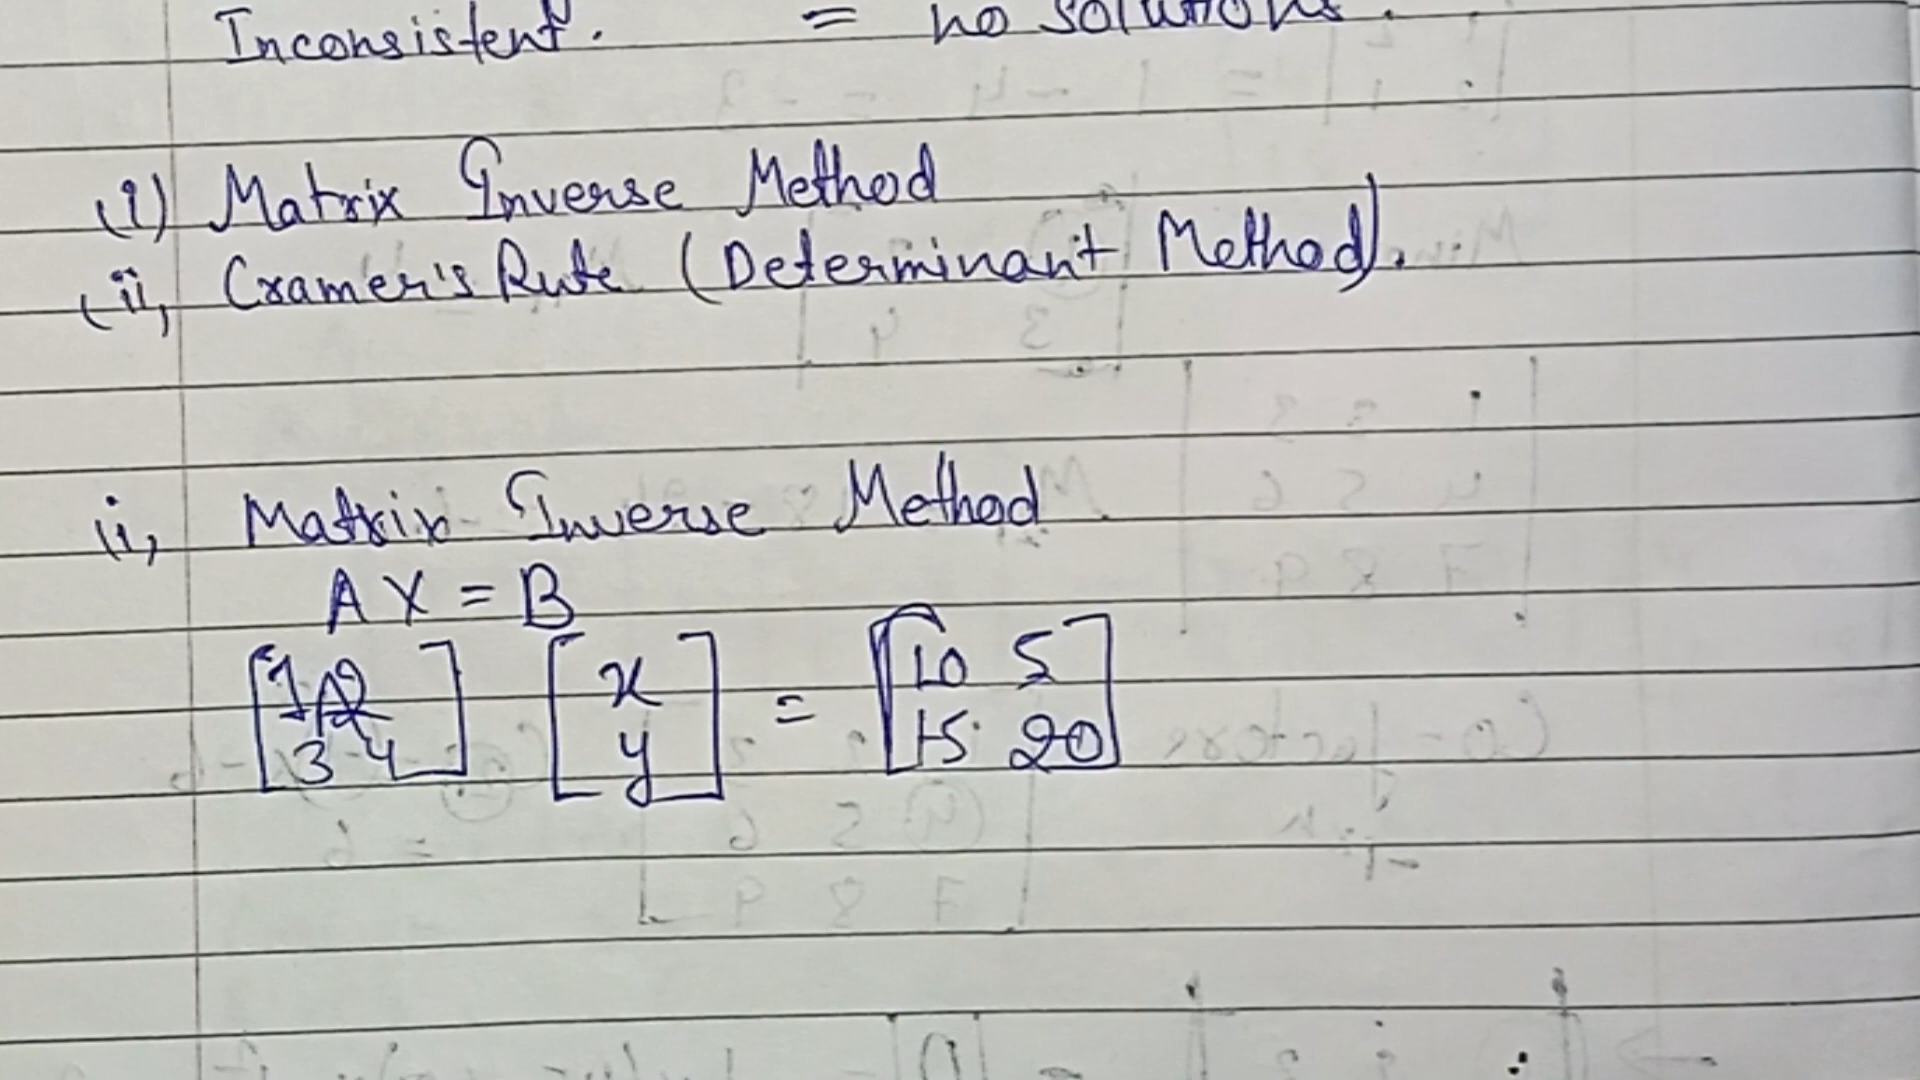 Inconsistent. = no solutions.
(i) Matrix Inverse Method
(ii, Cramer's Rule (Determinant Method).
ii, Matrix Inverse Method
A X = B
[1 2 [x = [10 5]
3 4] y] 15 20]